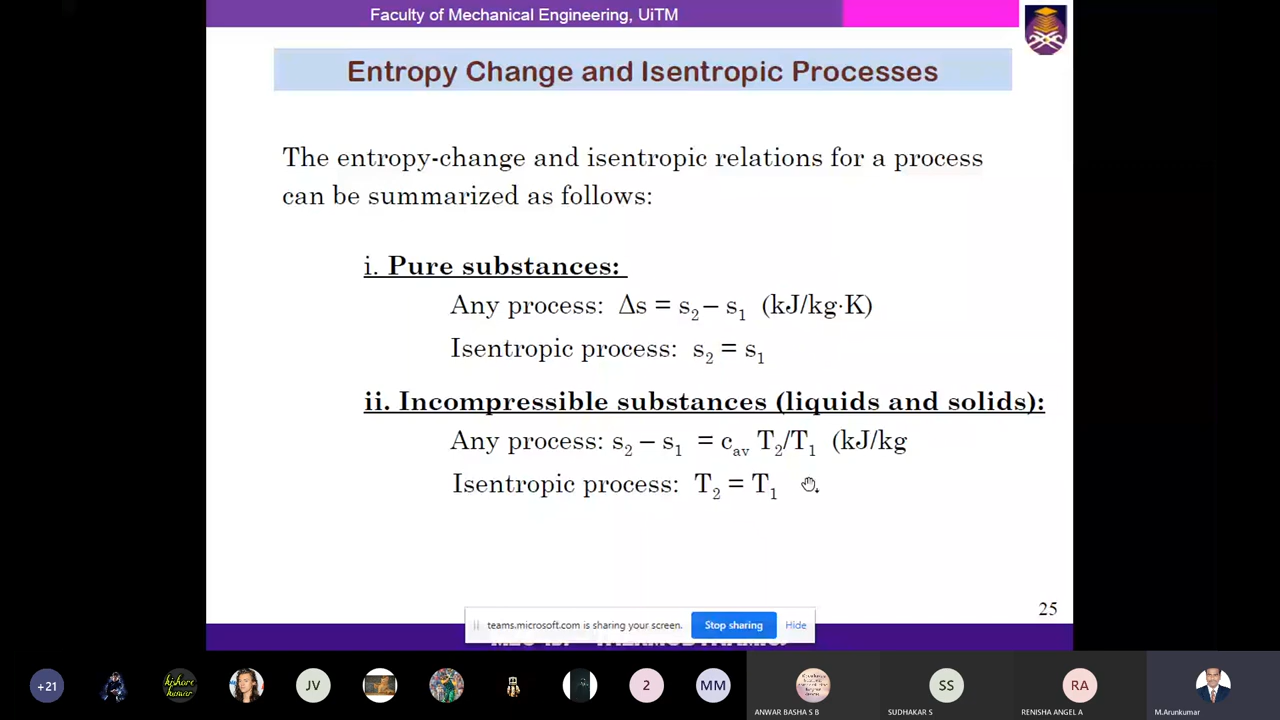 Faculty of Mechanical Engineering, UiTM
Entropy Change and Isentropic Processes
The entropy-change and isentropic relations for a process
can be summarized as follows:
i. Pure substances:
Any process: Δs = s₂ – s₁ (kJ/kg·K)
Isentropic process: s₂ = s₁
ii. Incompressible substances (liquids and solids):
Any process: s₂ – s₁ = cₐᵥ T₂/T₁ (kJ/kg
Isentropic process: T₂ = T₁
25
teams.microsoft.com is sharing your screen. Stop sharing Hide
+21 JV 2 MM SS RA
ANWAR BASHA S B SUDHAKAR S RENISHA ANGEL A M.Arunkumar